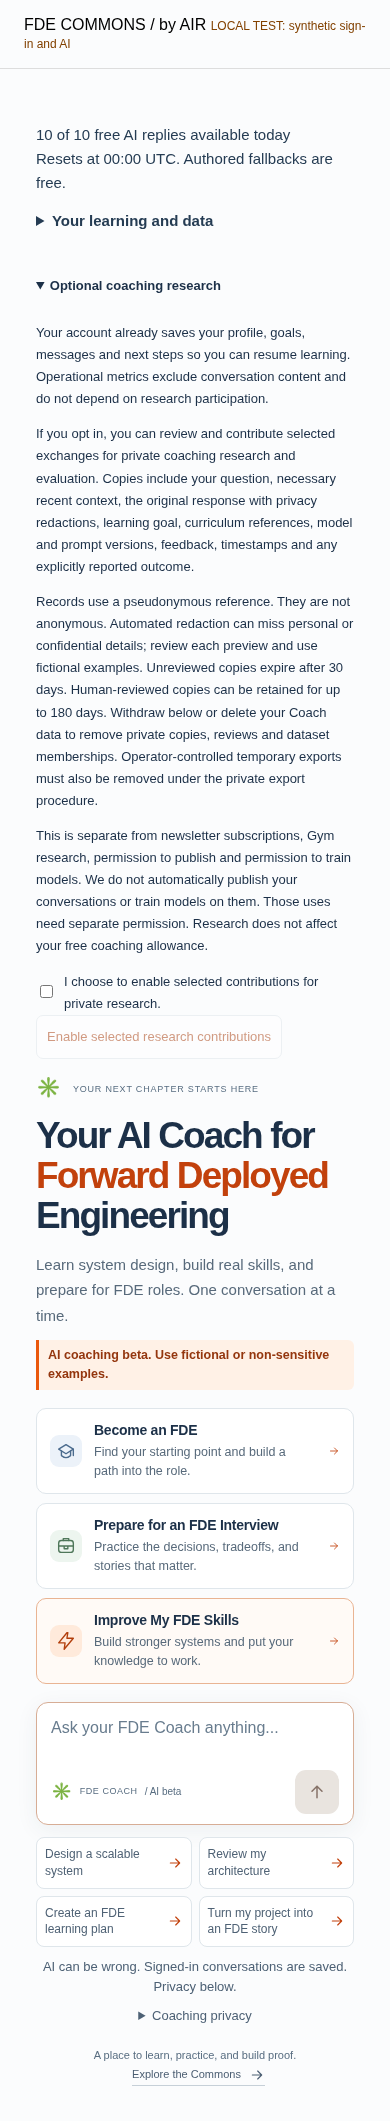 FDE COMMONS / by AIR LOCAL TEST: synthetic sign-
in and AI
10 of 10 free AI replies available today
Resets at 00:00 UTC. Authored fallbacks are
free.
Your learning and data
Optional coaching research
Your account already saves your profile, goals,
messages and next steps so you can resume learning.
Operational metrics exclude conversation content and
do not depend on research participation.
If you opt in, you can review and contribute selected
exchanges for private coaching research and
evaluation. Copies include your question, necessary
recent context, the original response with privacy
redactions, learning goal, curriculum references, model
and prompt versions, feedback, timestamps and any
explicitly reported outcome.
Records use a pseudonymous reference. They are not
anonymous. Automated redaction can miss personal or
confidential details; review each preview and use
fictional examples. Unreviewed copies expire after 30
days. Human-reviewed copies can be retained for up
to 180 days. Withdraw below or delete your Coach
data to remove private copies, reviews and dataset
memberships. Operator-controlled temporary exports
must also be removed under the private export
procedure.
This is separate from newsletter subscriptions, Gym
research, permission to publish and permission to train
models. We do not automatically publish your
conversations or train models on them. Those uses
need separate permission. Research does not affect
your free coaching allowance.
I choose to enable selected contributions for
private research.
Enable selected research contributions
YOUR NEXT CHAPTER STARTS HERE
Your AI Coach for
Forward Deployed
Engineering
Learn system design, build real skills, and
prepare for FDE roles. One conversation at a
time.
AI coaching beta. Use fictional or non-sensitive
examples.
Become an FDE
Find your starting point and build a
path into the role.
Prepare for an FDE Interview
Practice the decisions, tradeoffs, and
stories that matter.
Improve My FDE Skills
Build stronger systems and put your
knowledge to work.
Ask your FDE Coach anything...
FDE COACH / AI beta
Design a scalable
system
Review my
architecture
Create an FDE
learning plan
Turn my project into
an FDE story
AI can be wrong. Signed-in conversations are saved.
Privacy below.
Coaching privacy
A place to learn, practice, and build proof.
Explore the Commons